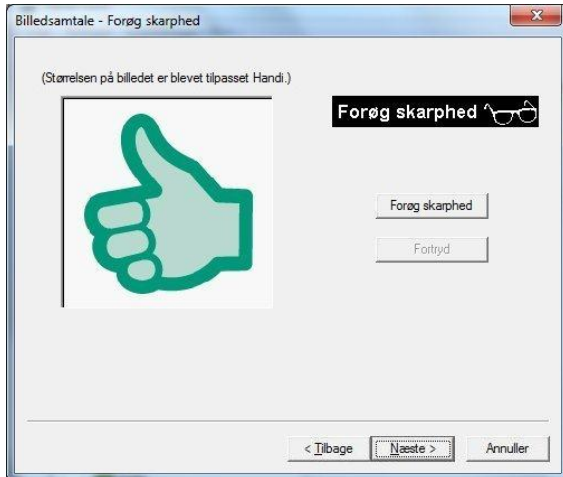 Billedsamtale - Forøg skarphed
(Størrelsen på billedet er blevet tilpasset Handi.)
Forøg skarphed
Forøg skarphed
Fortryd
< Tilbage
Næste >
Annuller